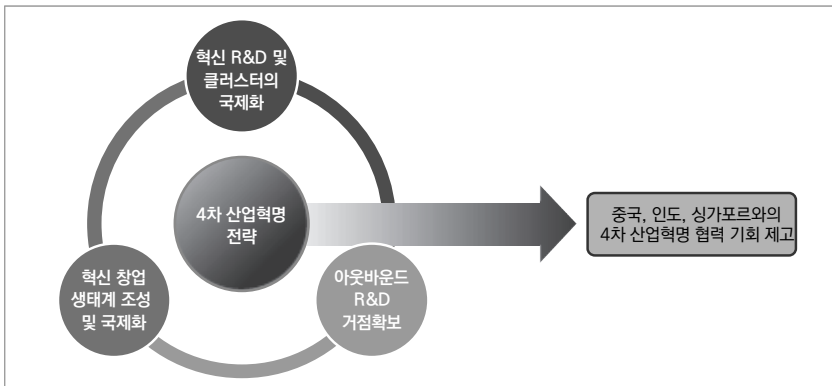 혁신 R&D 및
클러스터의
국제화
4차 산업혁명
전략
중국, 인도, 싱가포르와의
4차 산업혁명 협력 기회 제고
혁신 창업
생태계 조성
및 국제화
아웃바운드
R&D
거점확보